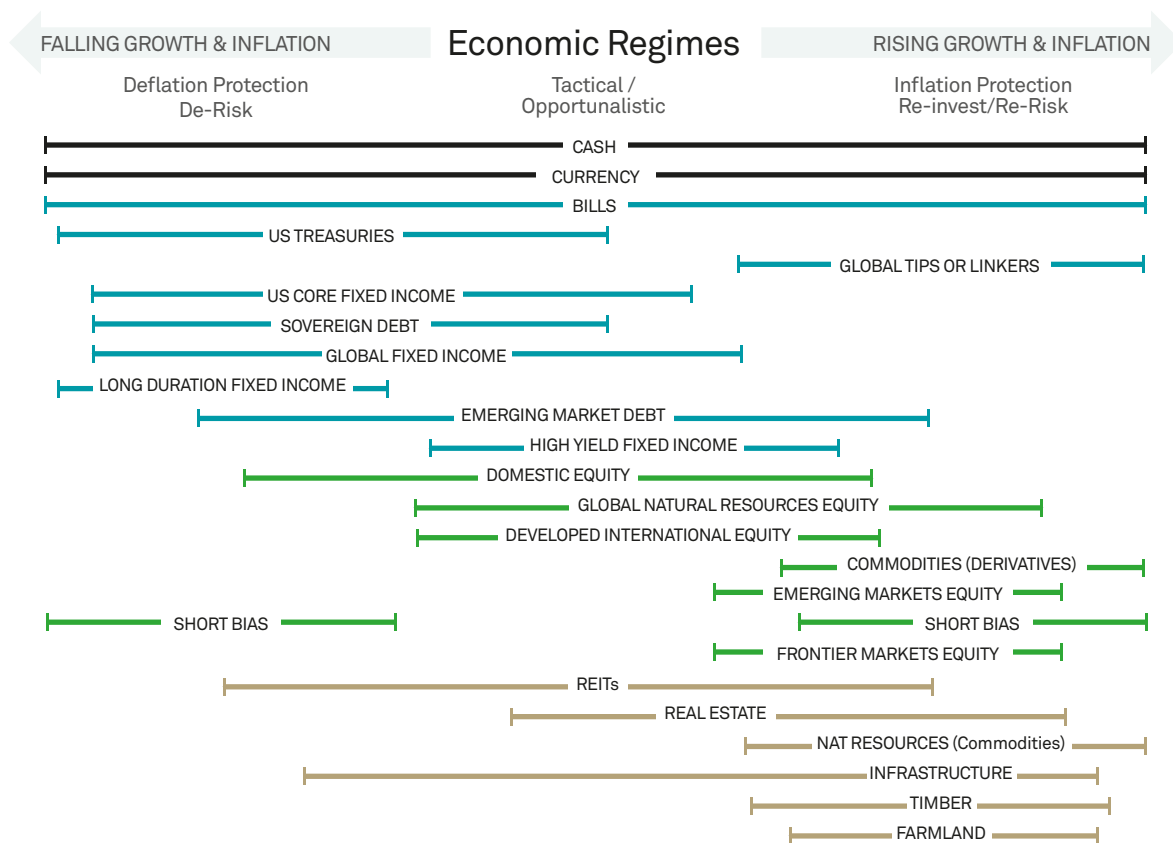 FALLING GROWTH & INFLATION
Economic Regimes
RISING GROWTH & INFLATION
Deflation Protection
De-Risk
Tactical /
Opportunalistic
Inflation Protection
Re-invest/Re-Risk
CASH
CURRENCY
BILLS
US TREASURIES
GLOBAL TIPS OR LINKERS
US CORE FIXED INCOME
SOVEREIGN DEBT
GLOBAL FIXED INCOME
LONG DURATION FIXED INCOME
EMERGING MARKET DEBT
HIGH YIELD FIXED INCOME
DOMESTIC EQUITY
GLOBAL NATURAL RESOURCES EQUITY
DEVELOPED INTERNATIONAL EQUITY
COMMODITIES (DERIVATIVES)
EMERGING MARKETS EQUITY
SHORT BIAS
SHORT BIAS
FRONTIER MARKETS EQUITY
REITs
REAL ESTATE
NAT RESOURCES (Commodities)
INFRASTRUCTURE
TIMBER
FARMLAND